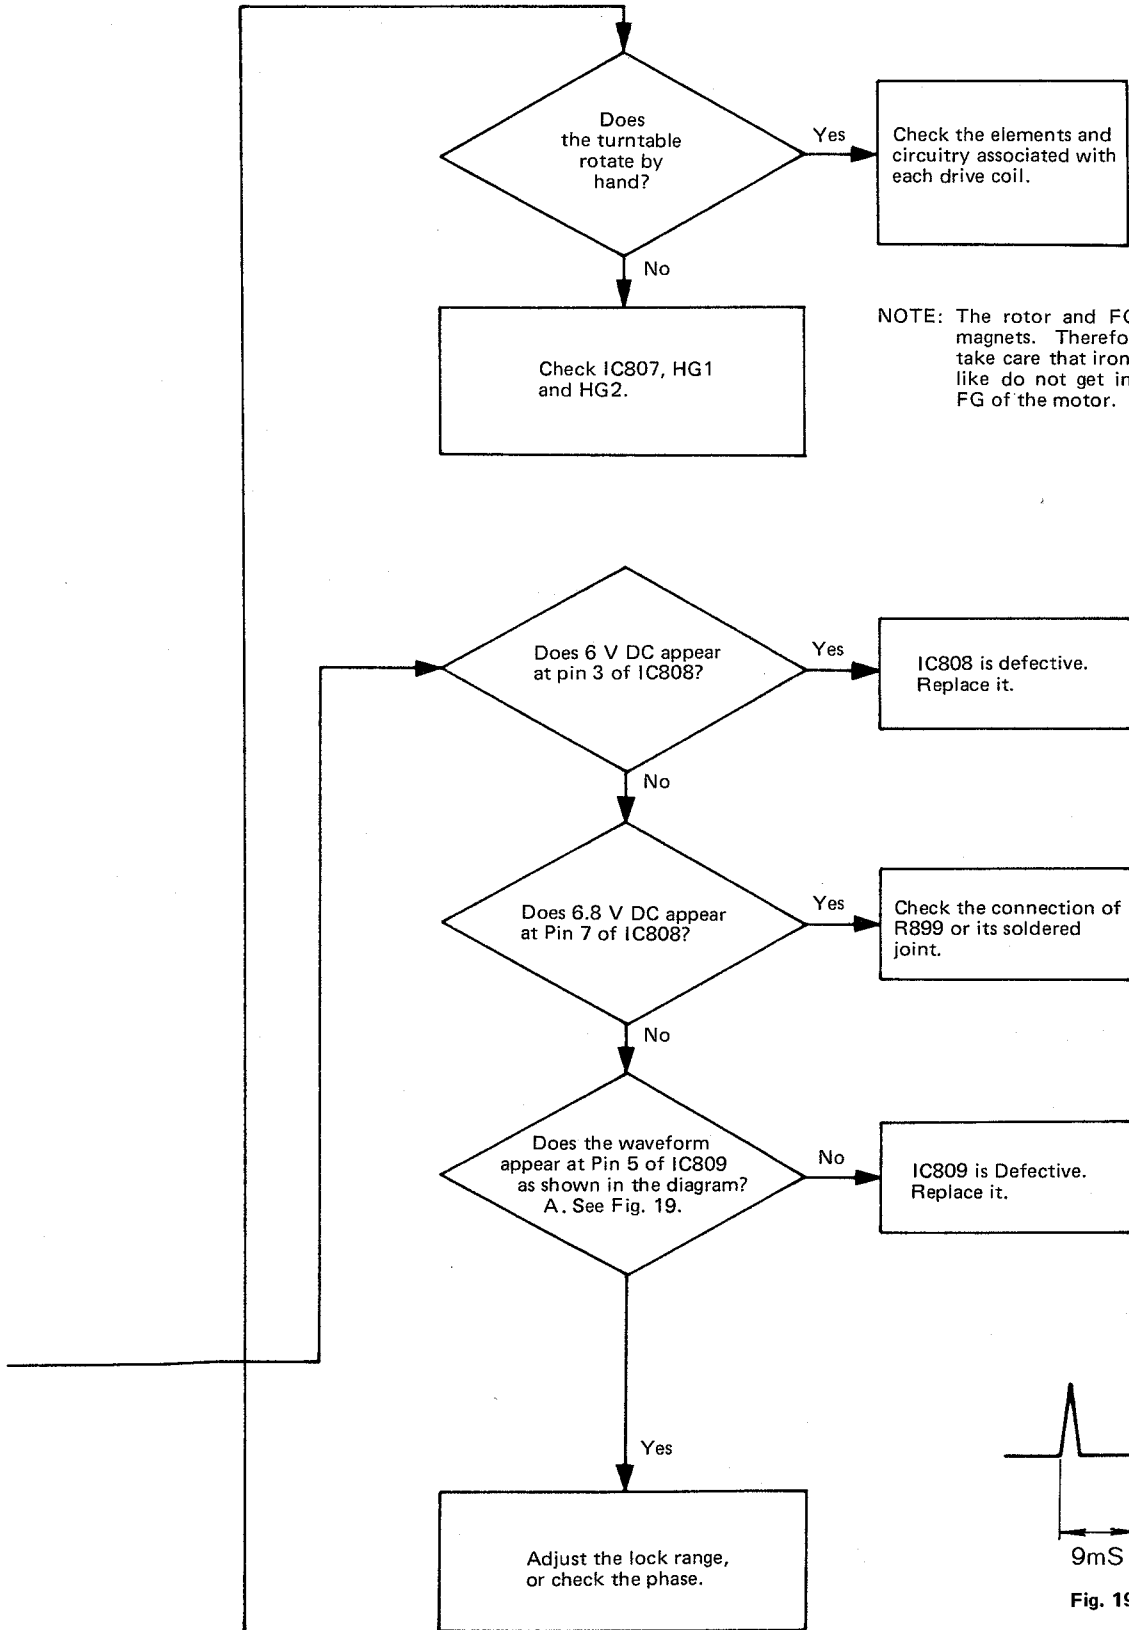 Does
the turntable
rotate by
hand?
Yes
Check the elements and
circuitry associated with
each drive coil.
No
Check IC807, HG1
and HG2.
NOTE: The rotor and
magnets.
take care that iron
like do not get
FG of the motor.
Does 6 V DC appear
at pin 3 of IC808?
Yes
IC808 is defective.
Replace it.
No
Does 6.8 V DC appear
at Pin 7 of IC808?
Yes
Check the connection of
R899 or its soldered
joint.
No
Does the waveform
appear at Pin 5 of IC809
as shown in the diagram?
A. See Fig. 19.
No
IC809 is Defective.
Replace it.
Yes
Adjust the lock range,
or check the phase.
9mS
Fig. 19